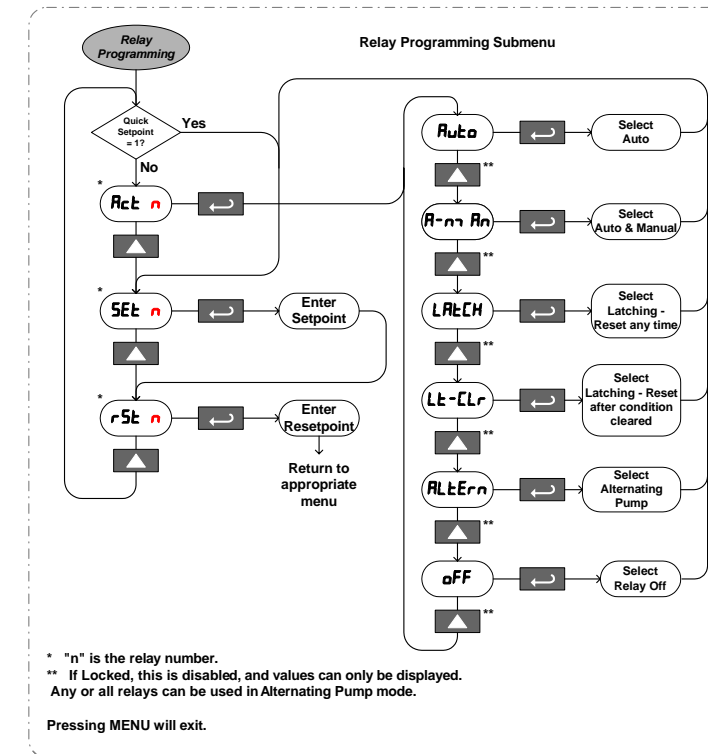 Relay
Programming
Relay Programming Submenu
Quick
Setpoint
= 1?
Yes
No
* Act n
* SEt n
Enter
Setpoint
* rSt n
Enter
Resetpoint
Return to
appropriate
menu
Auto
Select
Auto
**
A-m An
Select
Auto & Manual
**
LAtCH
Select
Latching -
Reset any time
**
Lt-CLr
Select
Latching - Reset
after condition
cleared
**
ALtErn
Select
Alternating
Pump
**
oFF
Select
Relay Off
**
* "n" is the relay number.
** If Locked, this is disabled, and values can only be displayed.
Any or all relays can be used in Alternating Pump mode.
Pressing MENU will exit.